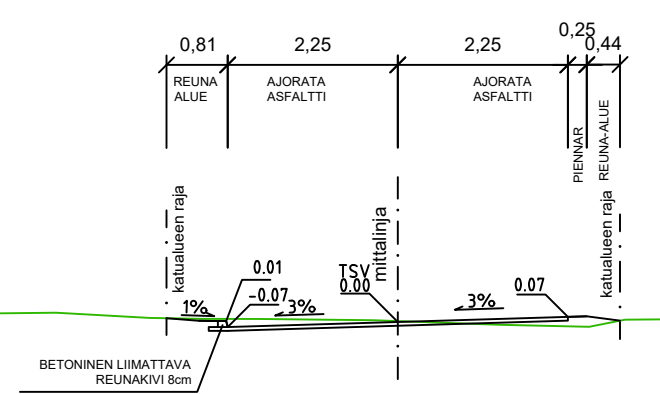 0,81
2,25
2,25
0,25
0,44
REUNA
ALUE
AJORATA
ASFALTTI
AJORATA
ASFALTTI
PIENNAR
REUNA-ALUE
katualueen raja
mittalinja
katualueen raja
0.01
TSV
0.00
0.07
1%
-0.07
3%
3%
BETONINEN LIIMATTAVA
REUNAKIVI 8cm